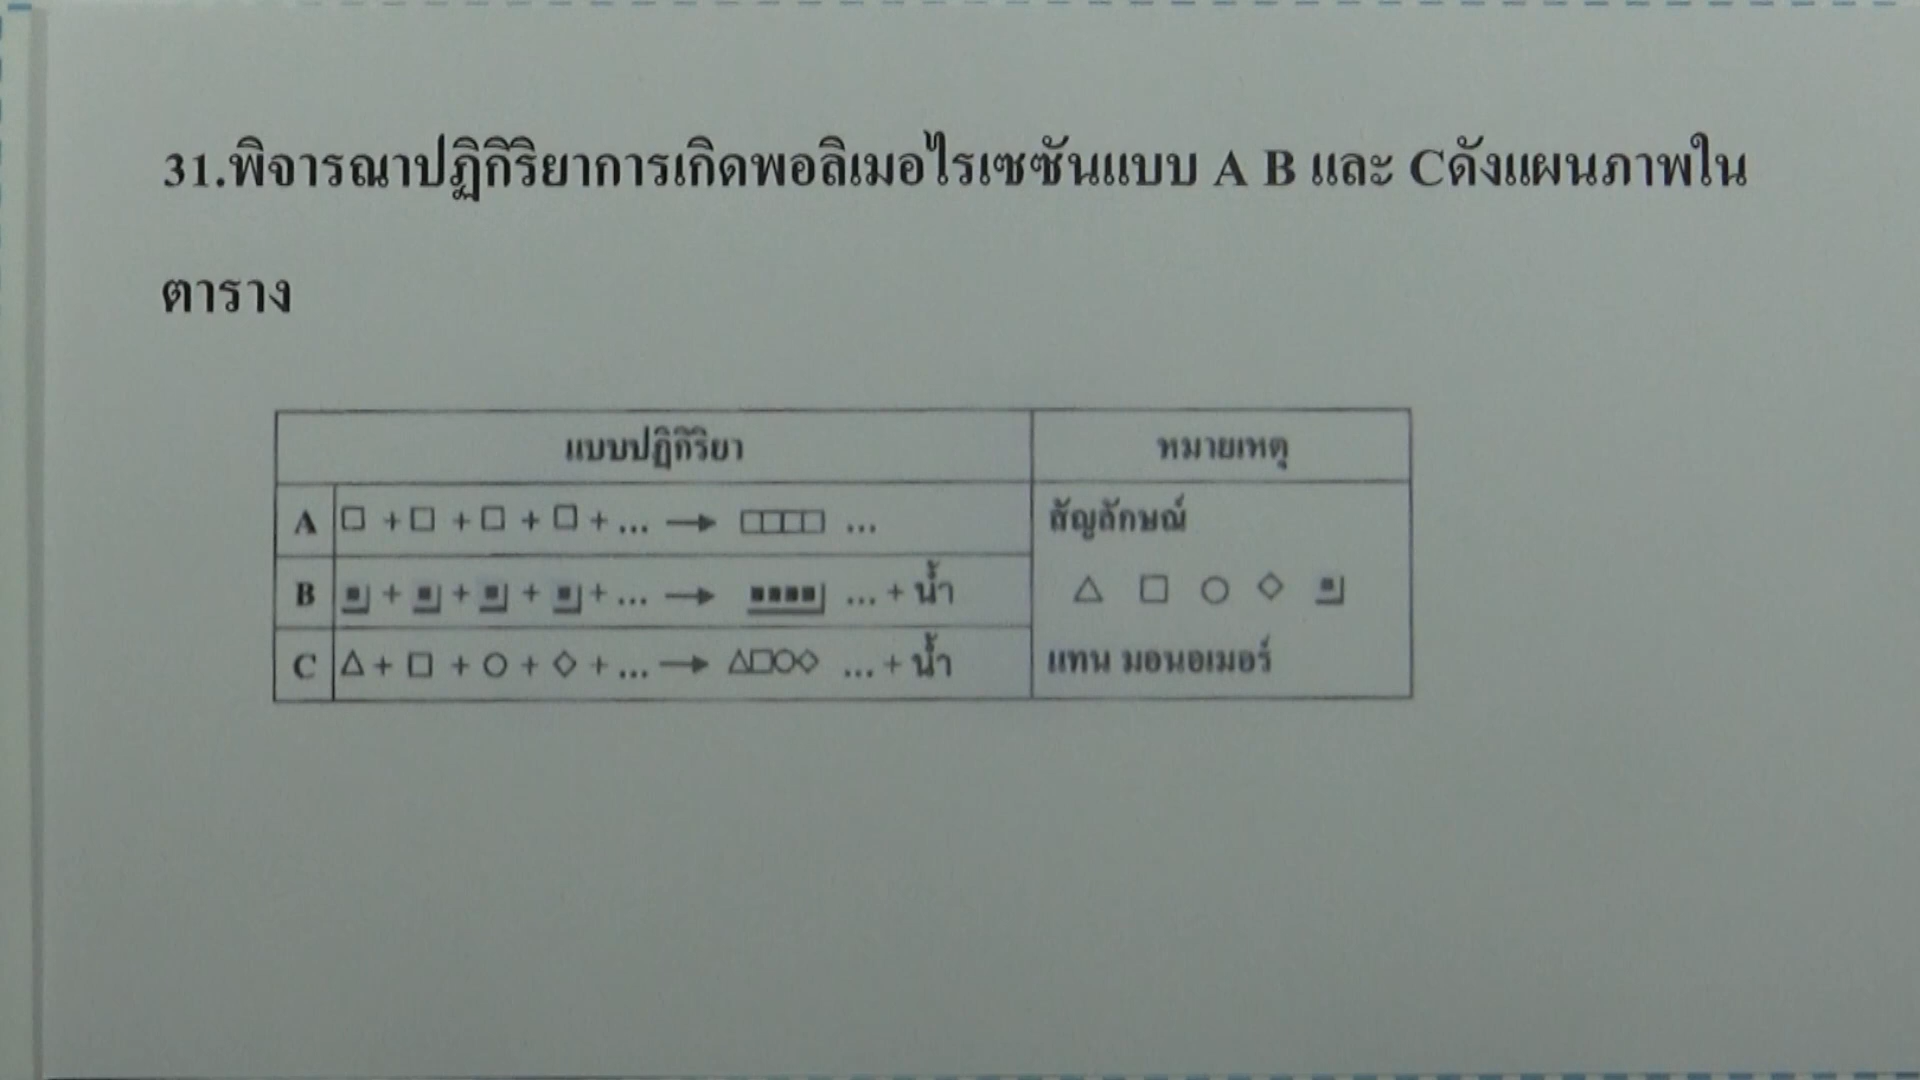 31.พิจารณาปฏิกิริยาการเกิดพอลิเมอไรเซซันแบบ A B และ Cดังแผนภาพใน
ตาราง
แบบปฏิกิริยา หมายเหตุ
A □ + □ + □ + □ + ... → □□□□ ...
B ▣ + ▣ + ▣ + ▣ + ... → ▪▪▪▪ ... + น้ำ
C △ + □ + ○ + ◇ + ... → △□○◇ ... + น้ำ
สัญลักษณ์
△ □ ○ ◇ ▣
แทน มอนอเมอร์